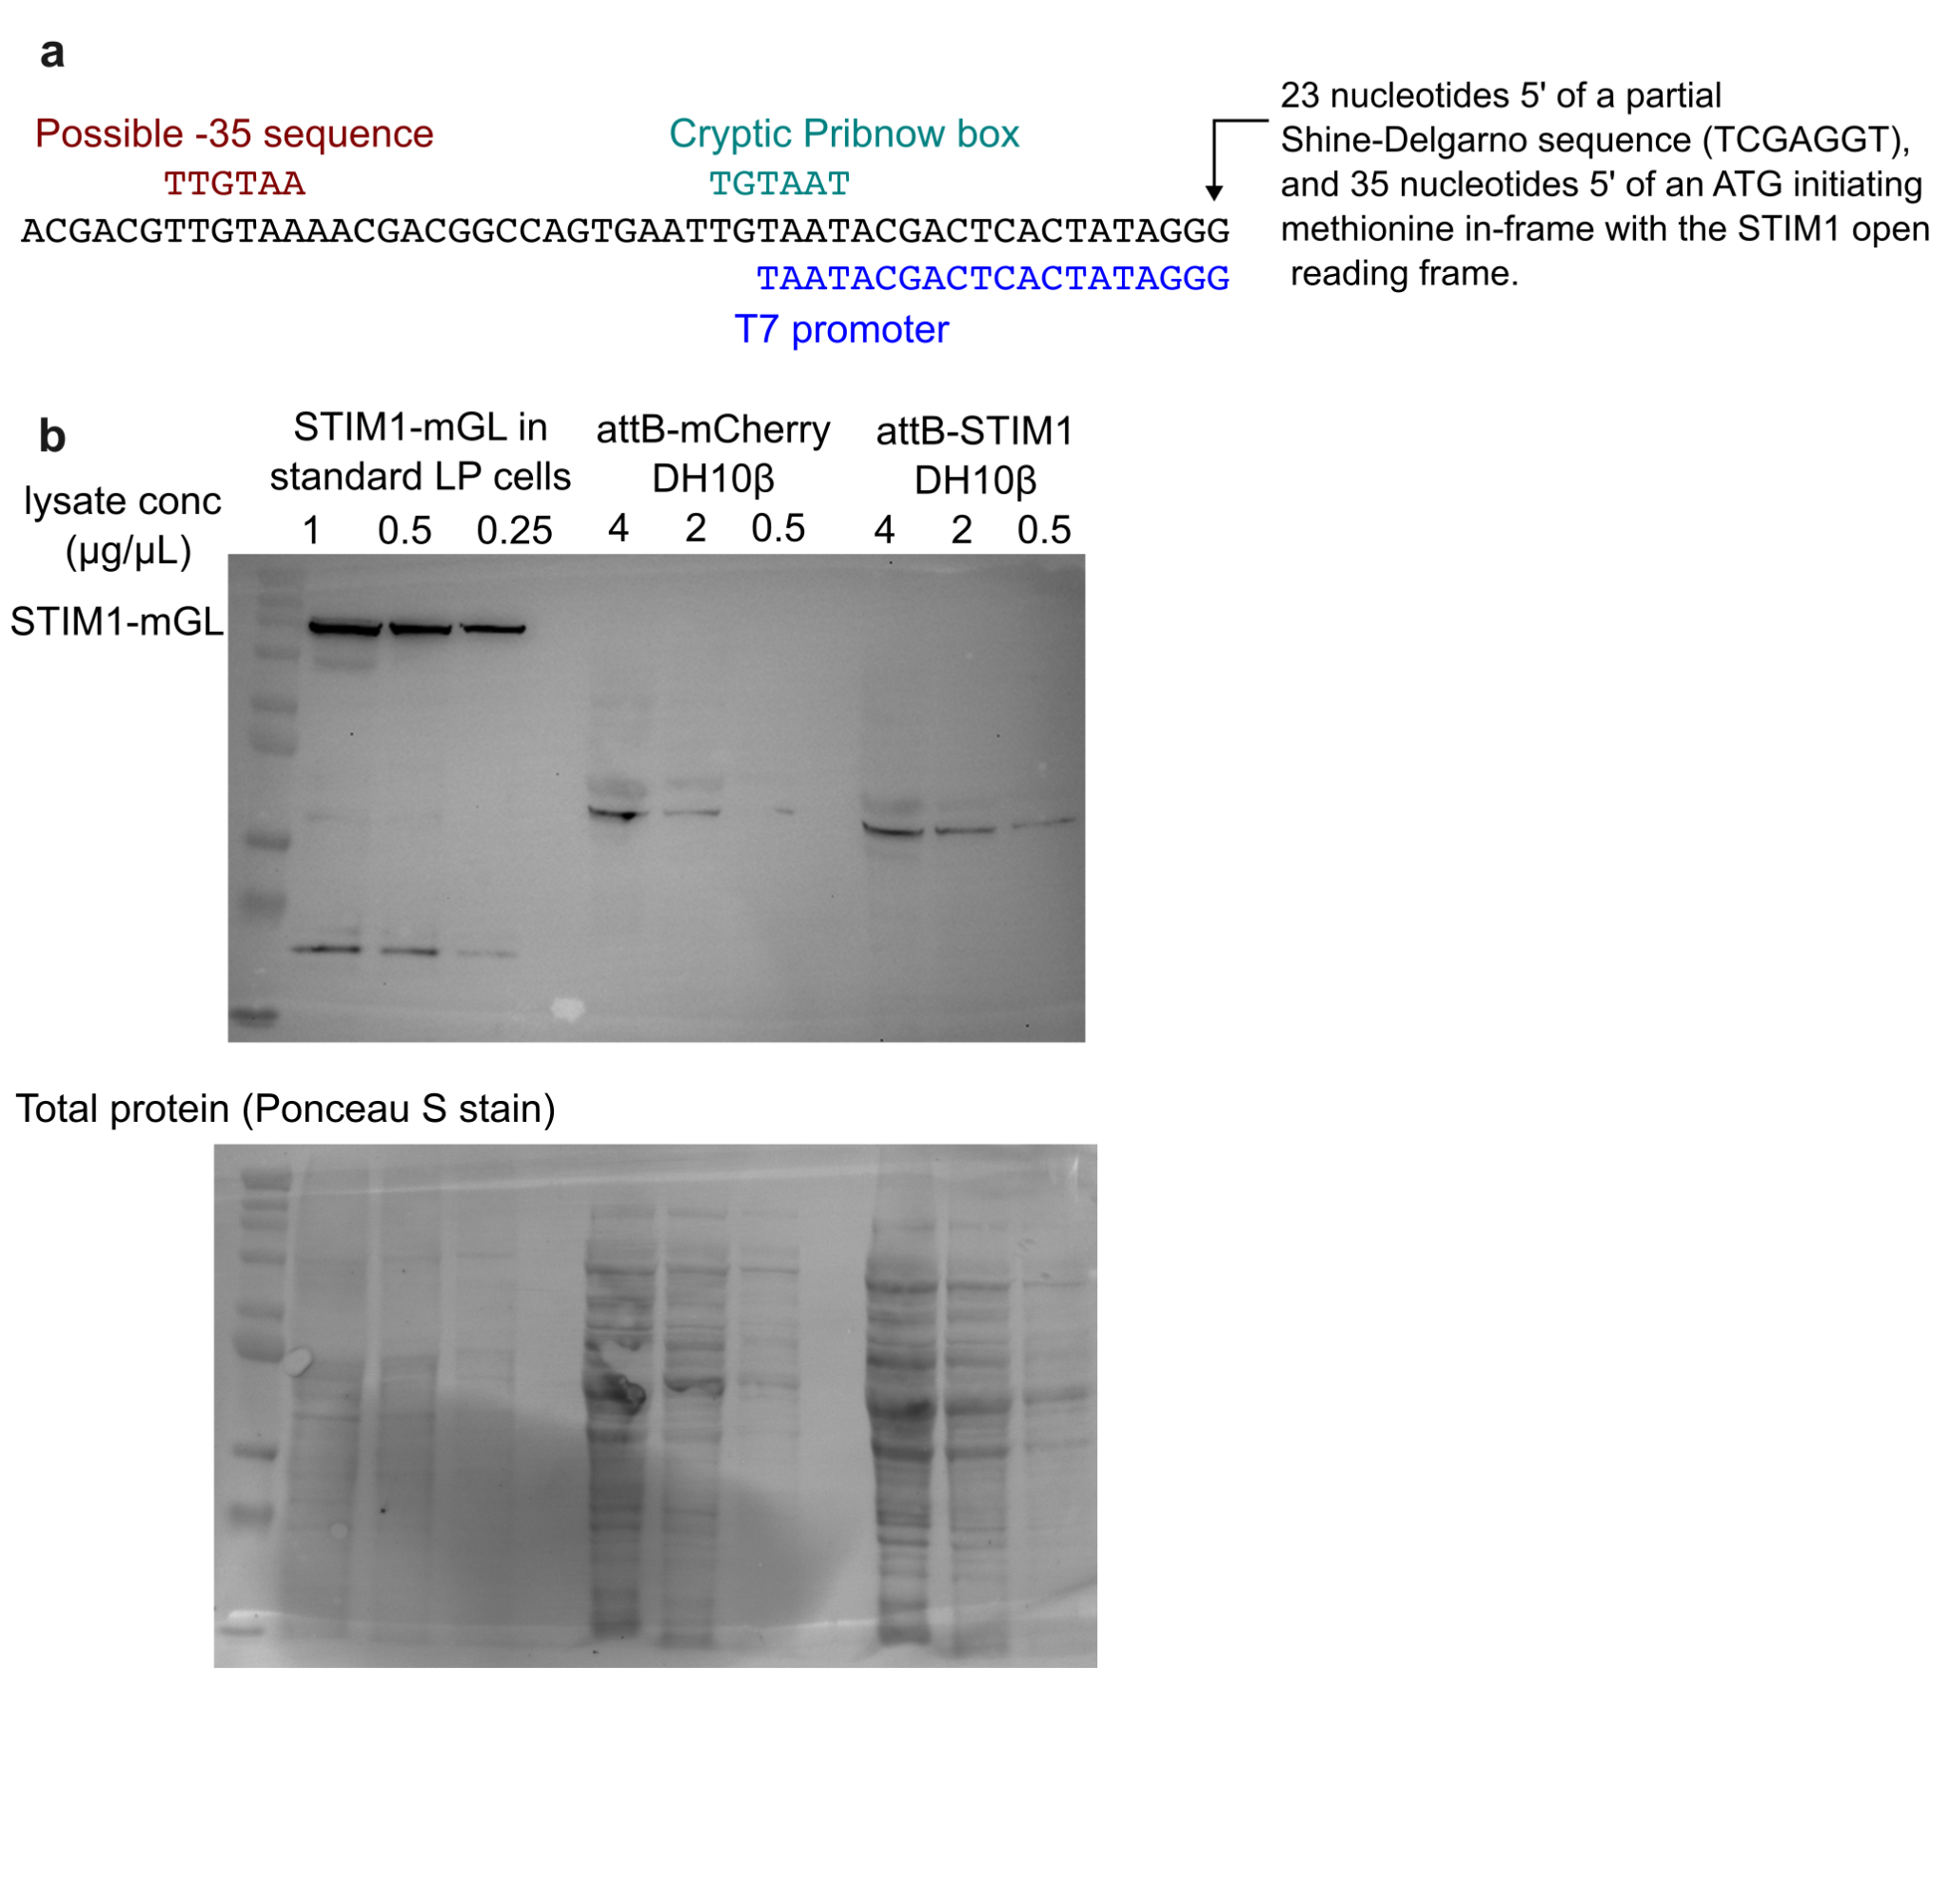 a
Possible -35 sequence
TTGTAA
Cryptic Pribnow box
TGTAAT
ACGACGTTGTAAAACGACGGCCAGTGAATTGTAATACGACTCACTATAGGG
TAATACGACTCACTATAGGG
T7 promoter
23 nucleotides 5' of a partial
Shine-Delgarno sequence (TCGAGGT),
and 35 nucleotides 5' of an ATG initiating
methionine in-frame with the STIM1 open
reading frame.
b
STIM1-mGL in
standard LP cells
attB-mCherry
DH10β
attB-STIM1
DH10β
lysate conc
(µg/µL)
1 0.5 0.25 4 2 0.5 4 2 0.5
STIM1-mGL
Total protein (Ponceau S stain)